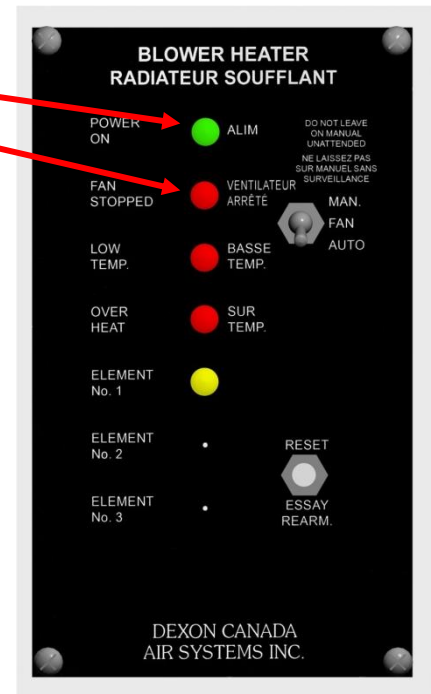 BLOWER HEATER
RADIATEUR SOUFFLANT
POWER
ON
ALIM
DO NOT LEAVE
ON MANUAL
UNATTENDED
NE LAISSEZ PAS
SUR MANUEL SANS
SURVEILLANCE
FAN
STOPPED
VENTILATEUR
ARRÊTÉ
MAN.
FAN
AUTO
LOW
TEMP.
BASSE
TEMP.
OVER
HEAT
SUR
TEMP.
ELEMENT
No. 1
ELEMENT
No. 2
RESET
ELEMENT
No. 3
ESSAY
REARM.
DEXON CANADA
AIR SYSTEMS INC.